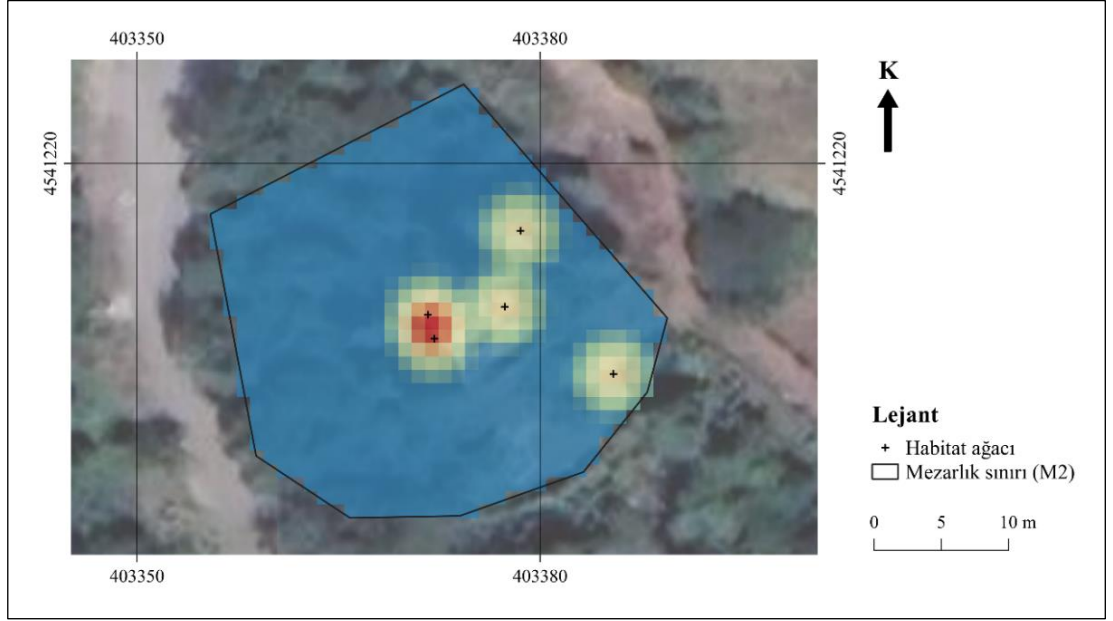 403350 403380
K
4541220 4541220
Lejant
+ Habitat ağacı
Mezarlık sınırı (M2)
0 5 10 m
403350 403380